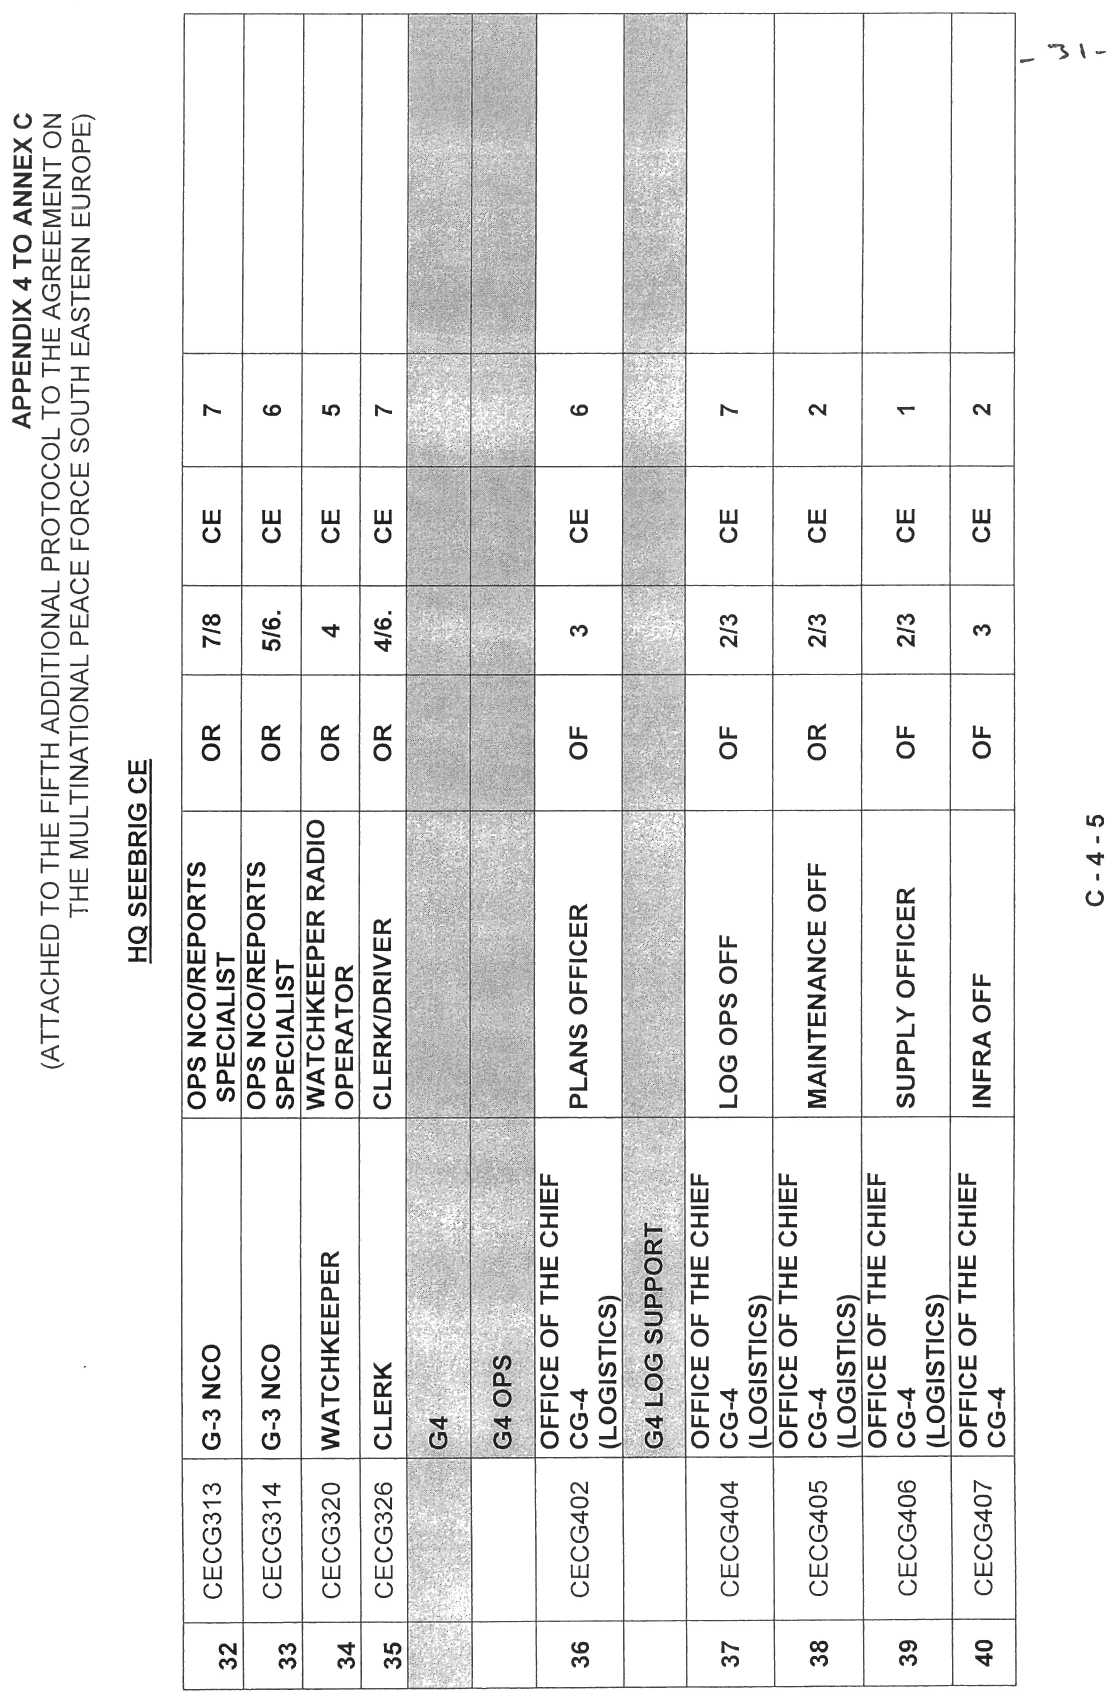 APPENDIX 4 TO ANNEX C
(ATTACHED TO THE FIFTH ADDITIONAL PROTOCOL TO THE AGREEMENT ON
THE MULTINATIONAL PEACE FORCE SOUTH EASTERN EUROPE)
HQ SEEBRIG CE
32 CECG313 G-3 NCO OPS NCO/REPORTS SPECIALIST OR 7/8 CE 7
33 CECG314 G-3 NCO OPS NCO/REPORTS SPECIALIST OR 5/6. CE 6
34 CECG320 WATCHKEEPER WATCHKEEPER RADIO OPERATOR OR 4 CE 5
35 CECG326 CLERK CLERK/DRIVER OR 4/6. CE 7
G4
G4 OPS
36 CECG402 OFFICE OF THE CHIEF CG-4 (LOGISTICS) PLANS OFFICER OF 3 CE 6
G4 LOG SUPPORT
37 CECG404 OFFICE OF THE CHIEF CG-4 (LOGISTICS) LOG OPS OFF OF 2/3 CE 7
38 CECG405 OFFICE OF THE CHIEF CG-4 (LOGISTICS) MAINTENANCE OFF OR 2/3 CE 2
39 CECG406 OFFICE OF THE CHIEF CG-4 (LOGISTICS) SUPPLY OFFICER OF 2/3 CE 1
40 CECG407 OFFICE OF THE CHIEF CG-4 INFRA OFF OF 3 CE 2
C - 4 - 5
- 31 -